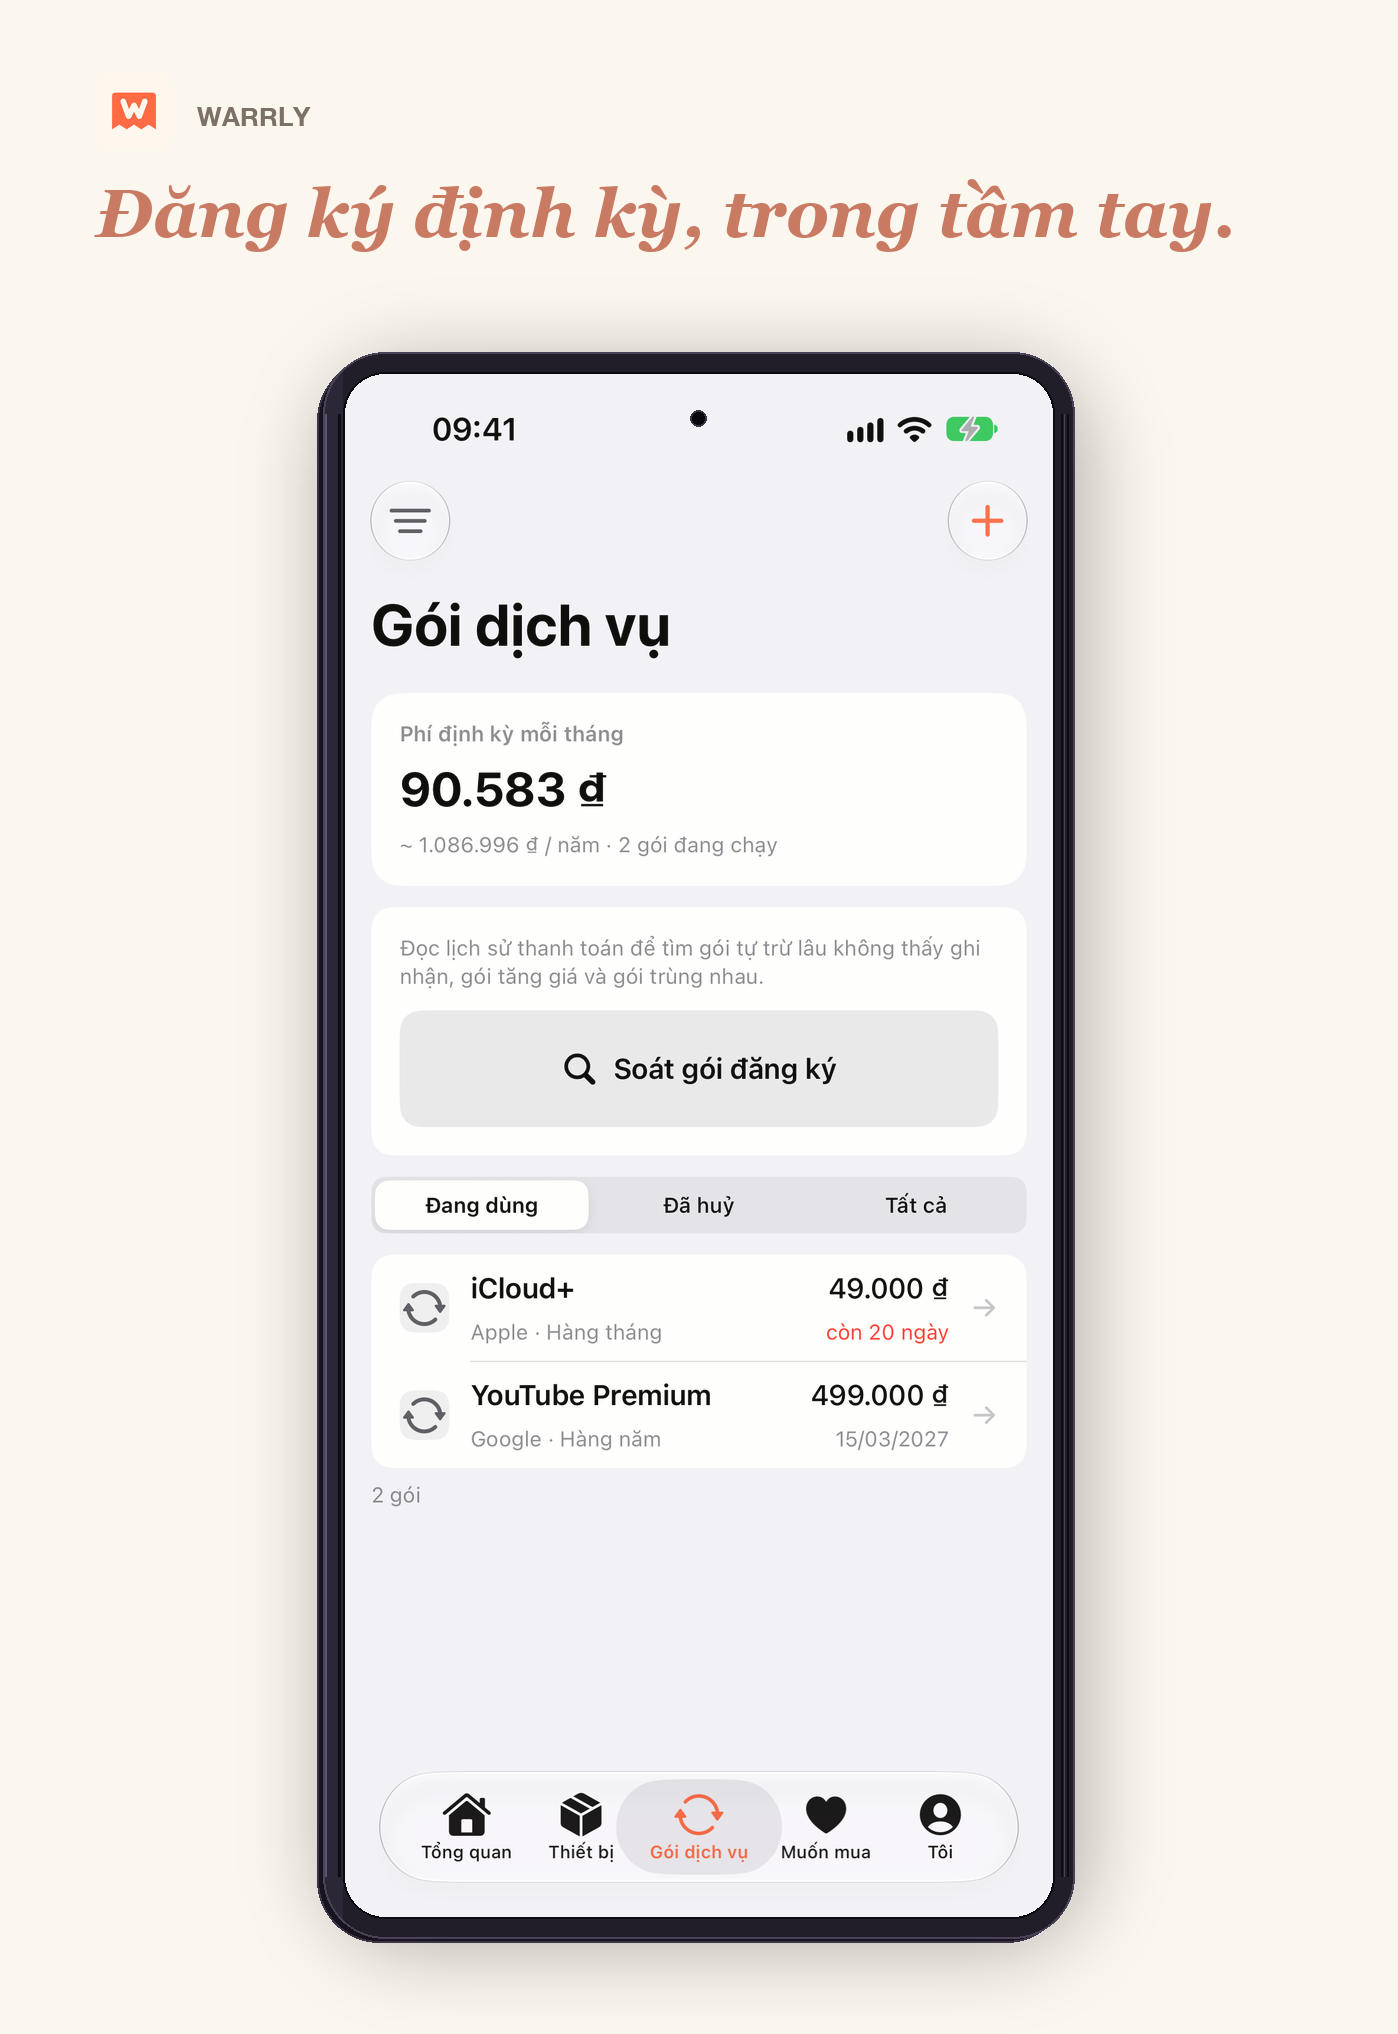 WARRLY
Đăng ký định kỳ, trong tầm tay.
09:41
Gói dịch vụ
Phí định kỳ mỗi tháng
90.583 ₫
~ 1.086.996 ₫ / năm · 2 gói đang chạy
Đọc lịch sử thanh toán để tìm gói tự trừ lâu không thấy ghi
nhận, gói tăng giá và gói trùng nhau.
Soát gói đăng ký
Đang dùng Đã huỷ Tất cả
iCloud+ 49.000 ₫
Apple · Hàng tháng còn 20 ngày
YouTube Premium 499.000 ₫
Google · Hàng năm 15/03/2027
2 gói
Tổng quan Thiết bị Gói dịch vụ Muốn mua Tôi